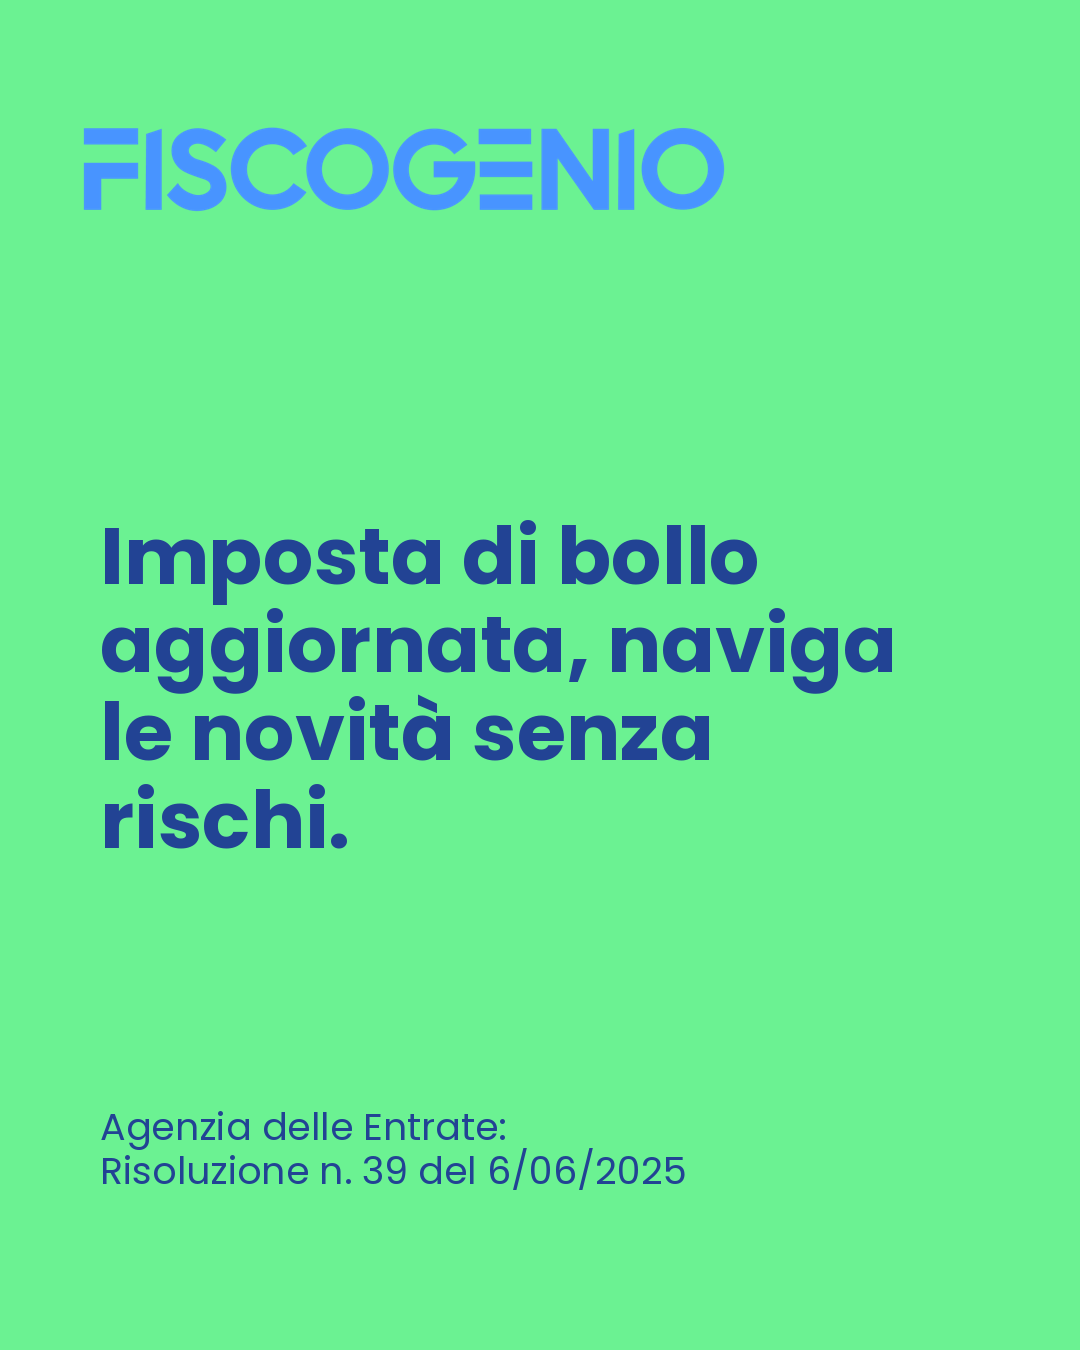 FISCOGENIO
Imposta di bollo
aggiornata, naviga
le novità senza
rischi.
Agenzia delle Entrate:
Risoluzione n. 39 del 6/06/2025